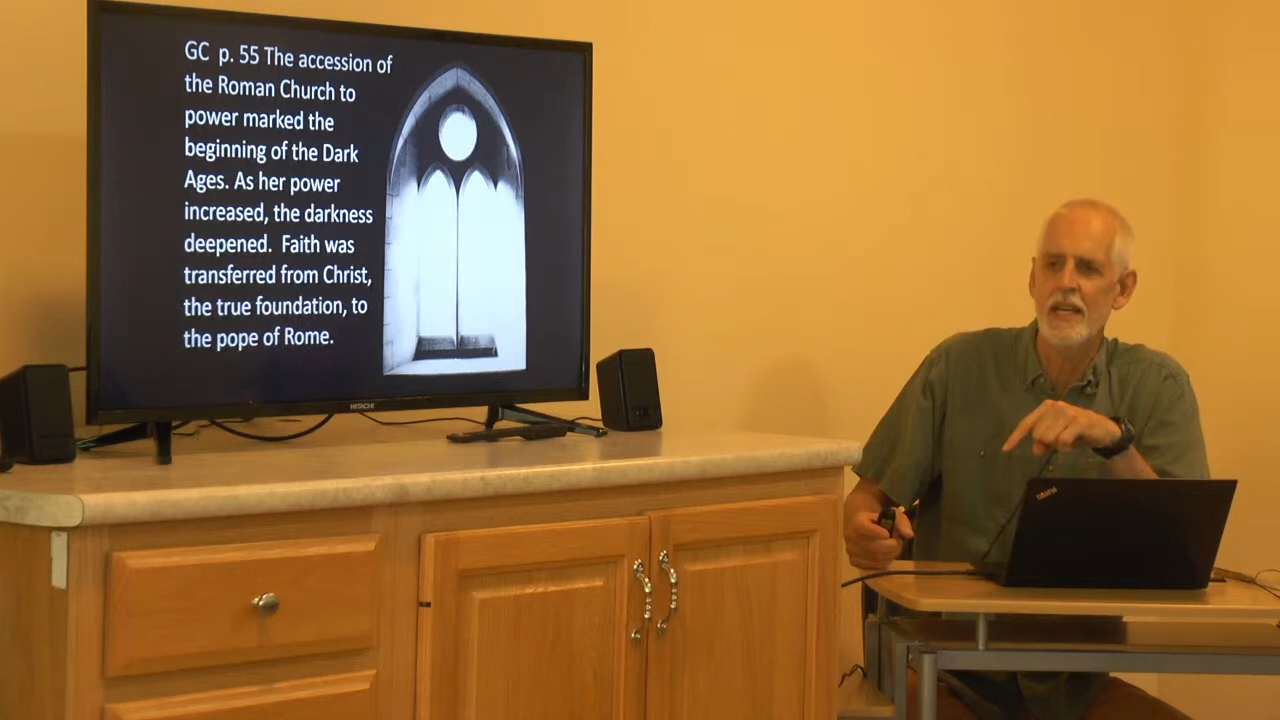 GC p. 55 The accession of
the Roman Church to
power marked the
beginning of the Dark
Ages. As her power
increased, the darkness
deepened. Faith was
transferred from Christ,
the true foundation, to
the pope of Rome.
HITACHI
ThinkPad